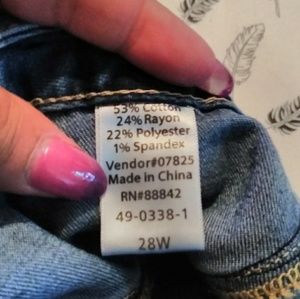 53% Cotton
24% Rayon
22% Polyester
1% Spandex
Vendor#07825
Made in China
RN#88842
49-0338-1
28W